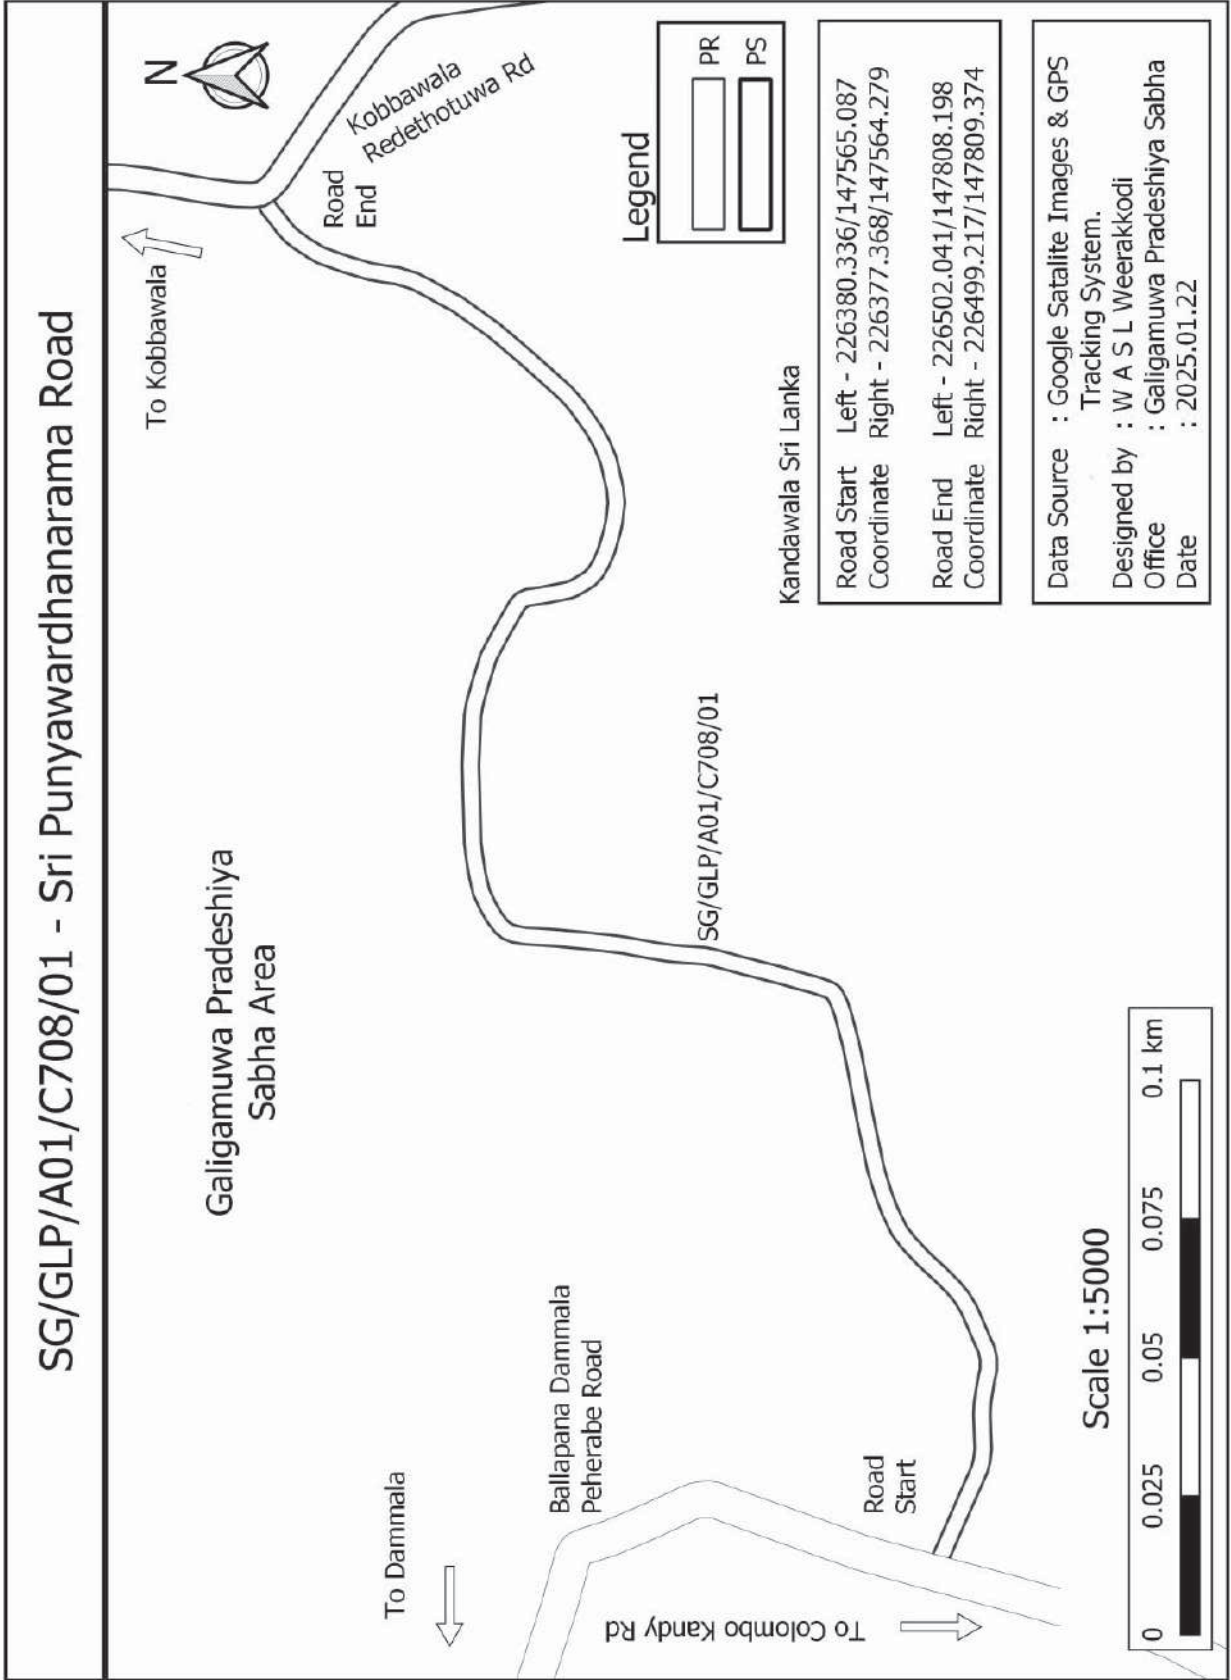 SG/GLP/A01/C708/01 - Sri Punyawardhanarama Road
N
To Kobbawala
Kobbawala
Redethotuwa Rd
Road
End
Galigamuwa Pradeshiya
Sabha Area
Legend
PR
PS
To Dammala
Ballapana Dammala
Peherabe Road
To Colombo Kandy Rd
Road
Start
SG/GLP/A01/C708/01
Kandawala Sri Lanka
Road Start Left - 226380.336/147565.087
Coordinate Right - 226377.368/147564.279
Road End Left - 226502.041/147808.198
Coordinate Right - 226499.217/147809.374
Scale 1:5000
0 0.025 0.05 0.075 0.1 km
Data Source : Google Satalite Images & GPS
Tracking System.
Designed by : W A S L Weerakkodi
Office : Galigamuwa Pradeshiya Sabha
Date : 2025.01.22